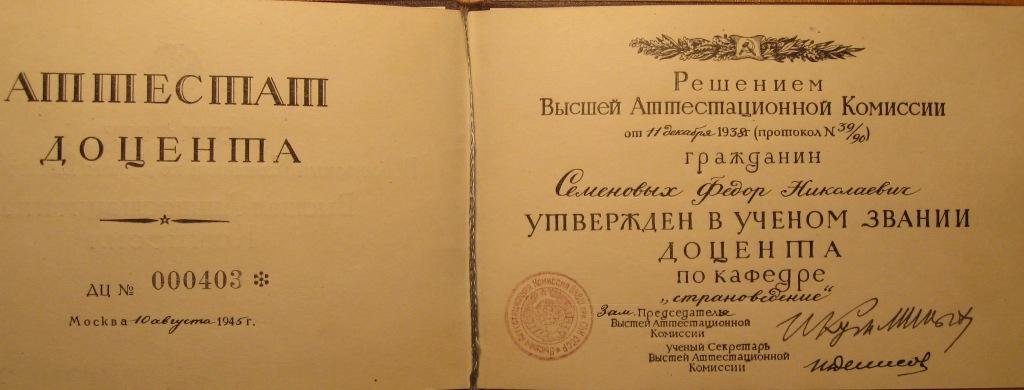 АТТЕСТАТ
ДОЦЕНТА
ДЦ № 000403
Москва 10 августа 1945 г.
Решением
Высшей Аттестационной Комиссии
от 11 декабря 1938 г (протокол N 39/90)
гражданин
Семеновых Федор Николаевич
УТВЕРЖДЕН В УЧЕНОМ ЗВАНИИ
ДОЦЕНТА
ПО КАФЕДРЕ
„страноведение"
Зам. Председателя
Высшей Аттестационной
Комиссии
ученый Секретарь
Высшей Аттестационной
Комиссии